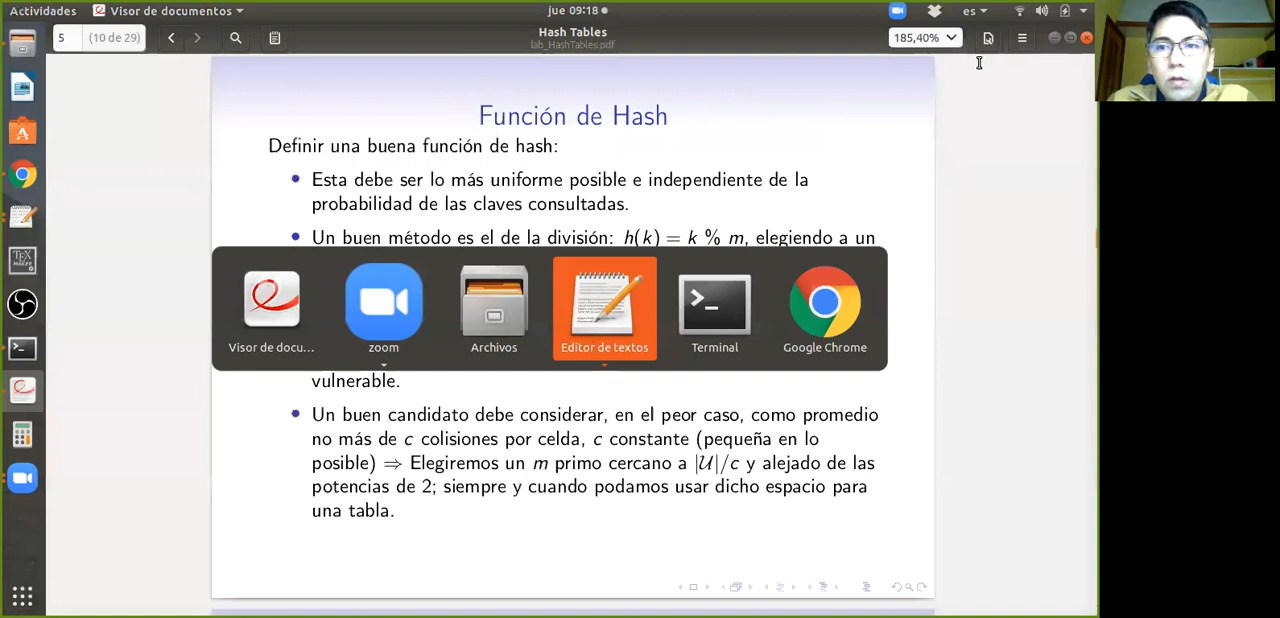 Actividades
Visor de documentos
jue 09:18
es
5
(10 de 29)
Hash Tables
lab_HashTables.pdf
185,40%
Función de Hash
Definir una buena función de hash:
Esta debe ser lo más uniforme posible e independiente de la
probabilidad de las claves consultadas.
Un buen método es el de la división: h(k) = k % m, elegiendo a un
Visor de docu...
zoom
Archivos
Editor de textos
Terminal
Google Chrome
vulnerable.
Un buen candidato debe considerar, en el peor caso, como promedio
no más de c colisiones por celda, c constante (pequeña en lo
posible) ⇒ Elegiremos un m primo cercano a |𝒰|/c y alejado de las
potencias de 2; siempre y cuando podamos usar dicho espacio para
una tabla.